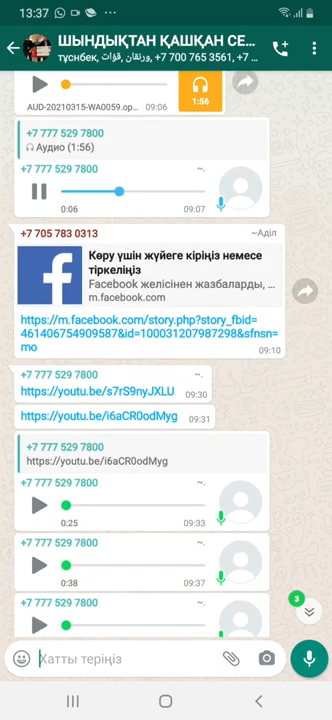 13:37
ШЫНДЫҚТАН ҚАШҚАН СЕ...
тұснбек, ورنقان, قۋات, +7 700 765 3561, +7 ...
AUD-20210315-WA0059.op...
09:06
1:56
+7 777 529 7800
Аудио (1:56)
+7 777 529 7800
~.
0:06
09:07
+7 705 783 0313
~Аділ
Көру үшін жүйеге кіріңіз немесе
тіркеліңіз
Facebook желісінен жазбаларды, ...
m.facebook.com
https://m.facebook.com/story.php?story_fbid=
461406754909587&id=100031207987298&sfnsn=
mo
09:10
+7 777 529 7800
~.
https://youtu.be/s7rS9nyJXLU
09:30
https://youtu.be/i6aCR0odMyg
09:31
+7 777 529 7800
https://youtu.be/i6aCR0odMyg
+7 777 529 7800
~.
0:25
09:33
+7 777 529 7800
~.
0:38
09:37
+7 777 529 7800
~.
3
Хатты теріңіз